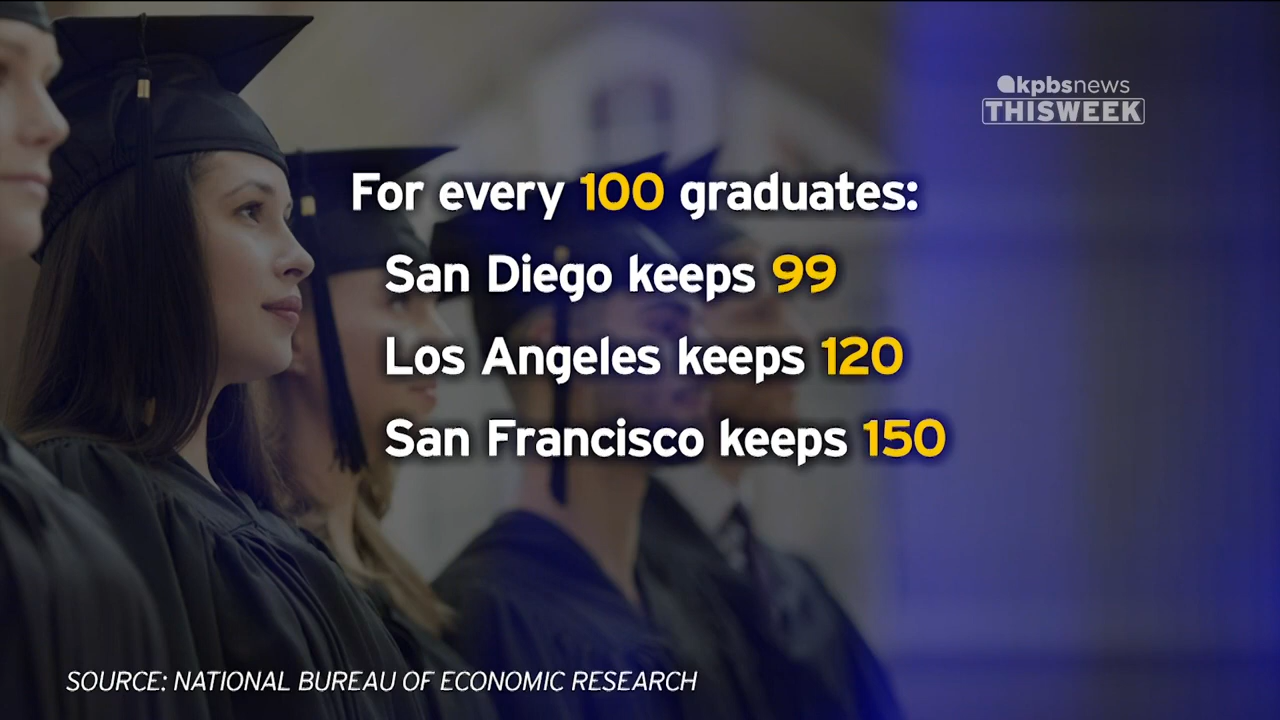 kpbsnews
THISWEEK
For every 100 graduates:
San Diego keeps 99
Los Angeles keeps 120
San Francisco keeps 150
SOURCE: NATIONAL BUREAU OF ECONOMIC RESEARCH